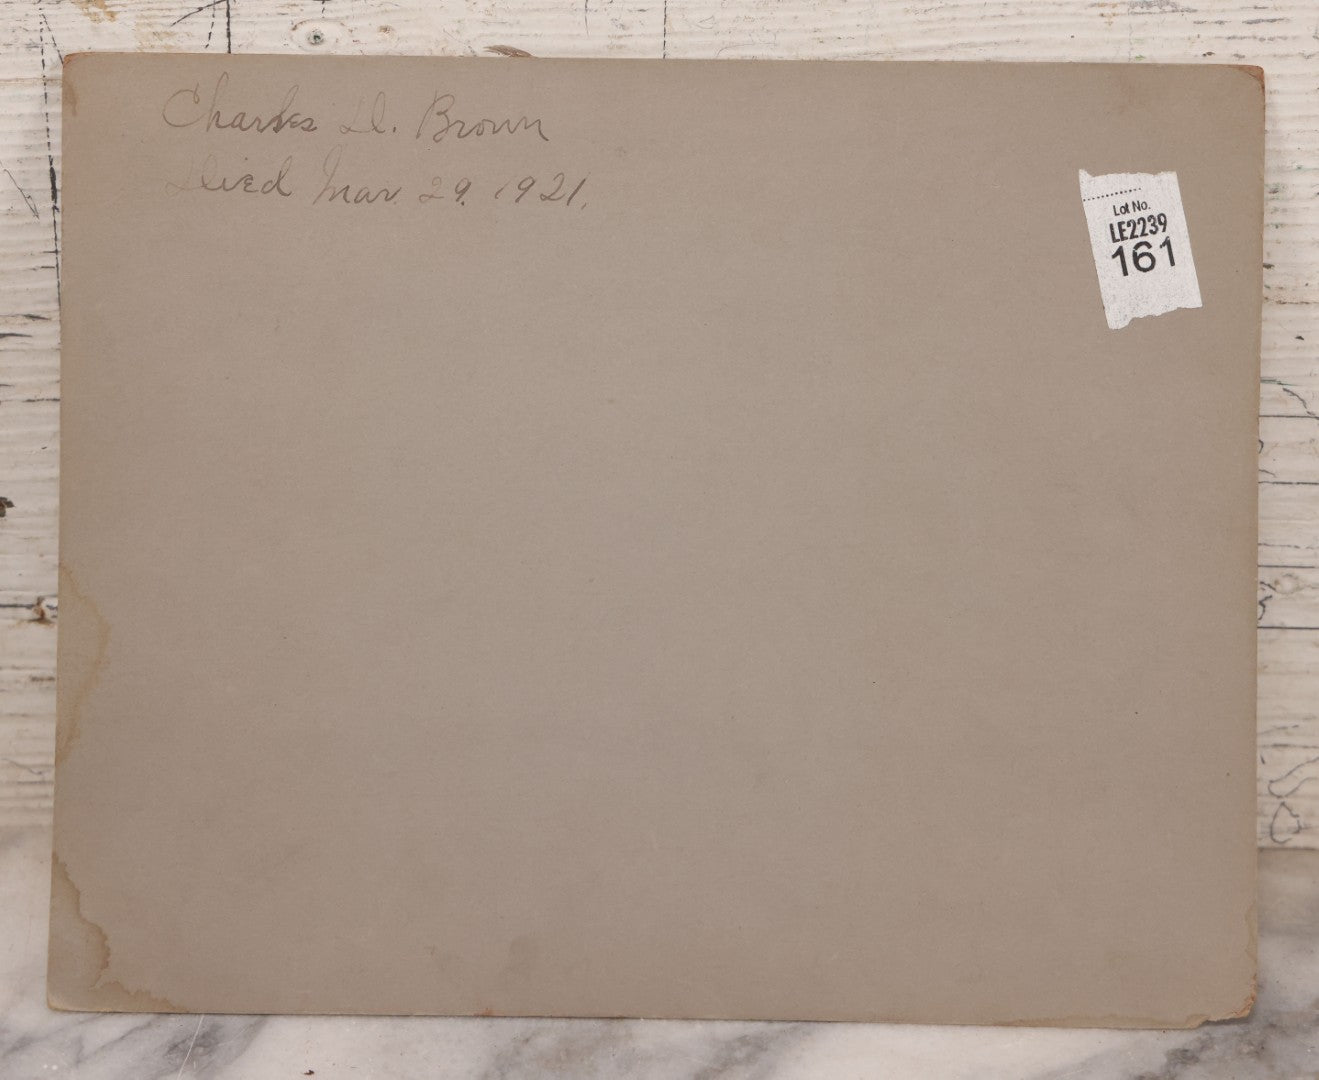 Charles D. Brown
Died Mar. 29. 1921.
Lot No.
LE2239
161